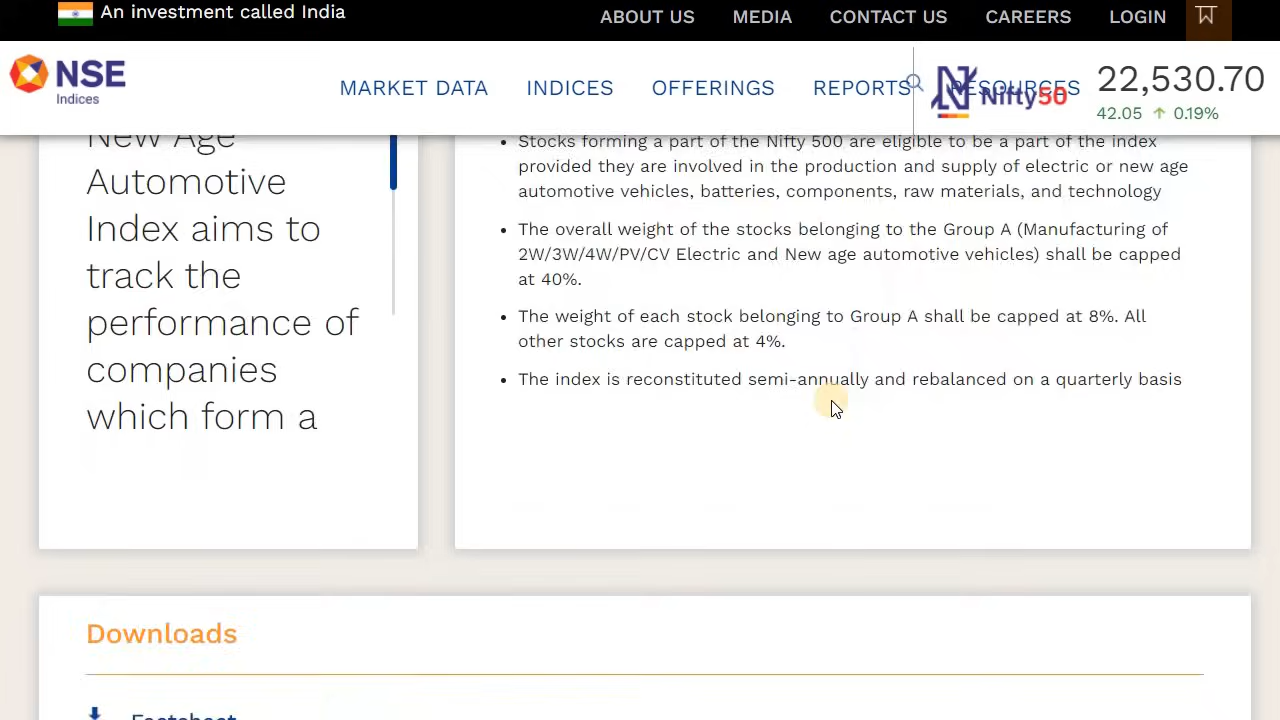 An investment called India
ABOUT US MEDIA CONTACT US CAREERS LOGIN
NSE
Indices
MARKET DATA INDICES OFFERINGS REPORTS RESOURCES
Nifty50
22,530.70
42.05 ↑ 0.19%
New Age
Automotive
Index aims to
track the
performance of
companies
which form a
• Stocks forming a part of the Nifty 500 are eligible to be a part of the index
provided they are involved in the production and supply of electric or new age
automotive vehicles, batteries, components, raw materials, and technology
• The overall weight of the stocks belonging to the Group A (Manufacturing of
2W/3W/4W/PV/CV Electric and New age automotive vehicles) shall be capped
at 40%.
• The weight of each stock belonging to Group A shall be capped at 8%. All
other stocks are capped at 4%.
• The index is reconstituted semi-annually and rebalanced on a quarterly basis
Downloads
Factsheet